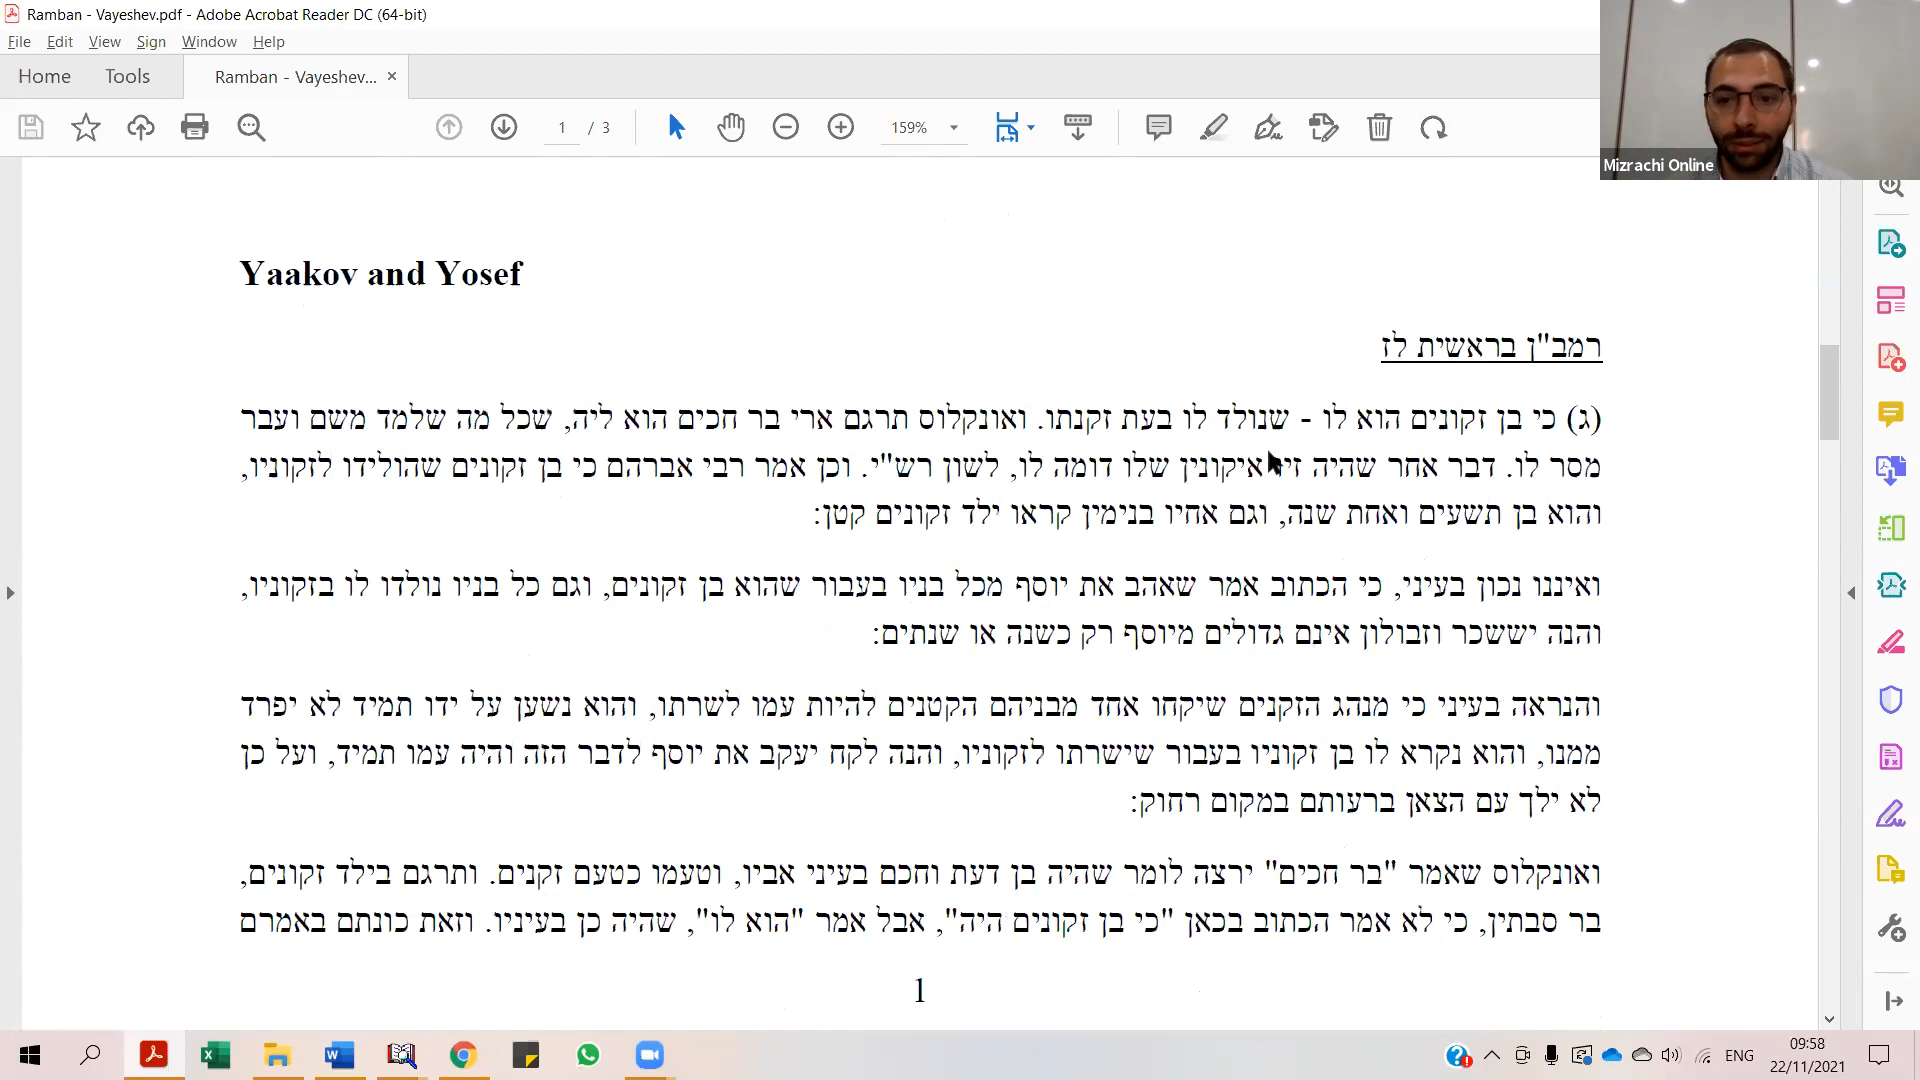 Ramban - Vayeshev.pdf - Adobe Acrobat Reader DC (64-bit)
File Edit View Sign Window Help
Home Tools Ramban - Vayeshev... ×
1 / 3 159%
Mizrachi Online
Yaakov and Yosef
רמב"ן בראשית לז
(ג) כי בן זקונים הוא לו - שנולד לו בעת זקנתו. ואונקלוס תרגם ארי בר חכים הוא ליה, שכל מה שלמד משם ועבר
מסר לו. דבר אחר שהיה זיו איקונין שלו דומה לו, לשון רש"י. וכן אמר רבי אברהם כי בן זקונים שהולידו לזקוניו,
והוא בן תשעים ואחת שנה, וגם אחיו בנימין קראו ילד זקונים קטן:
ואיננו נכון בעיני, כי הכתוב אמר שאהב את יוסף מכל בניו בעבור שהוא בן זקונים, וגם כל בניו נולדו לו בזקוניו,
והנה יששכר וזבולון אינם גדולים מיוסף רק כשנה או שנתים:
והנראה בעיני כי מנהג הזקנים שיקחו אחד מבניהם הקטנים להיות עמו לשרתו, והוא נשען על ידו תמיד לא יפרד
ממנו, והוא נקרא לו בן זקוניו בעבור שישרתו לזקוניו, והנה לקח יעקב את יוסף לדבר הזה והיה עמו תמיד, ועל כן
לא ילך עם הצאן ברעותם במקום רחוק:
ואונקלוס שאמר "בר חכים" ירצה לומר שהיה בן דעת וחכם בעיני אביו, וטעמו כטעם זקנים. ותרגם בילד זקונים,
בר סבתין, כי לא אמר הכתוב בכאן "כי בן זקונים היה", אבל אמר "הוא לו", שהיה כן בעיניו. וזאת כונתם באמרם
1
ENG
09:58
22/11/2021